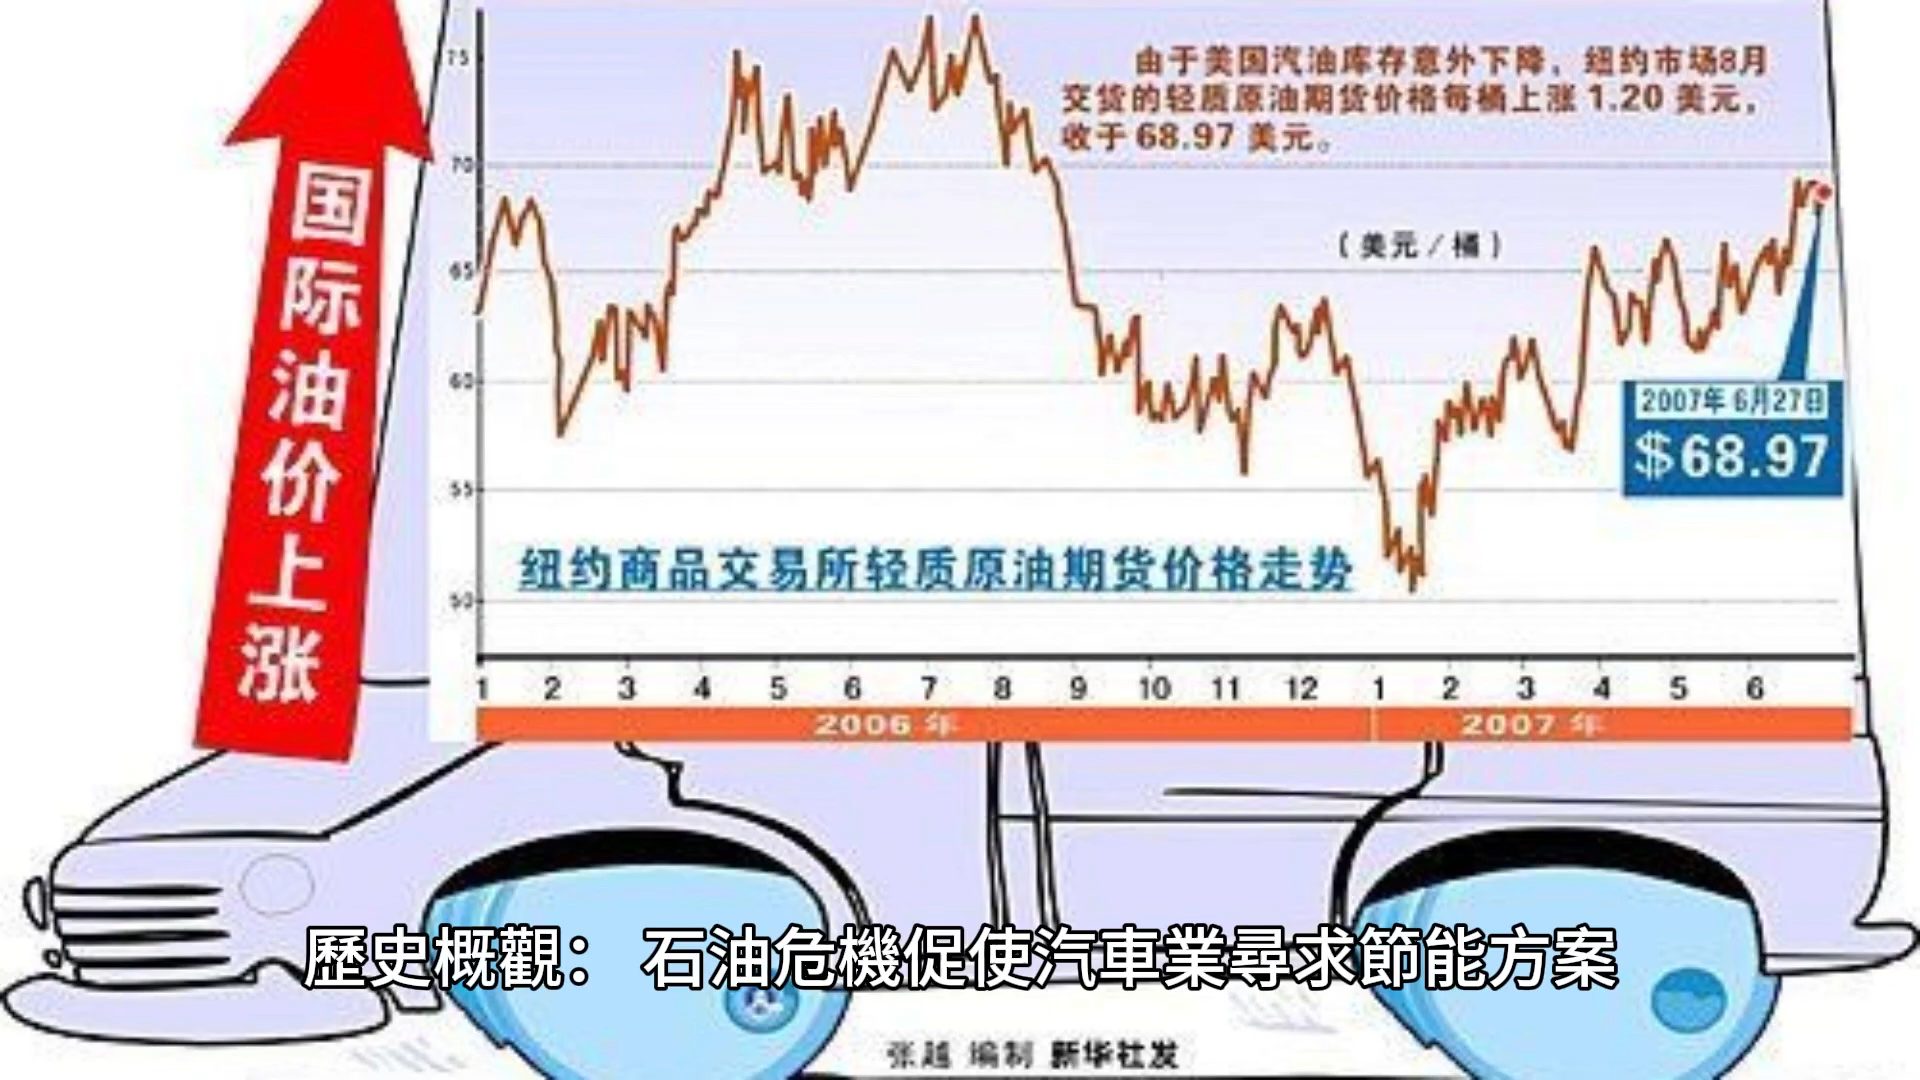 国际油价上涨
75
70
65
60
55
50
由于美国汽油库存意外下降，纽约市场8月
交货的轻质原油期货价格每桶上涨 1.20 美元，
收于 68.97 美元。
（美元／桶）
2007年 6月27日
$68.97
纽约商品交易所轻质原油期货价格走势
1 2 3 4 5 6 7 8 9 10 11 12 1 2 3 4 5 6
2006 年 2007 年
歷史概觀： 石油危機促使汽車業尋求節能方案
张越 编制 新华社发